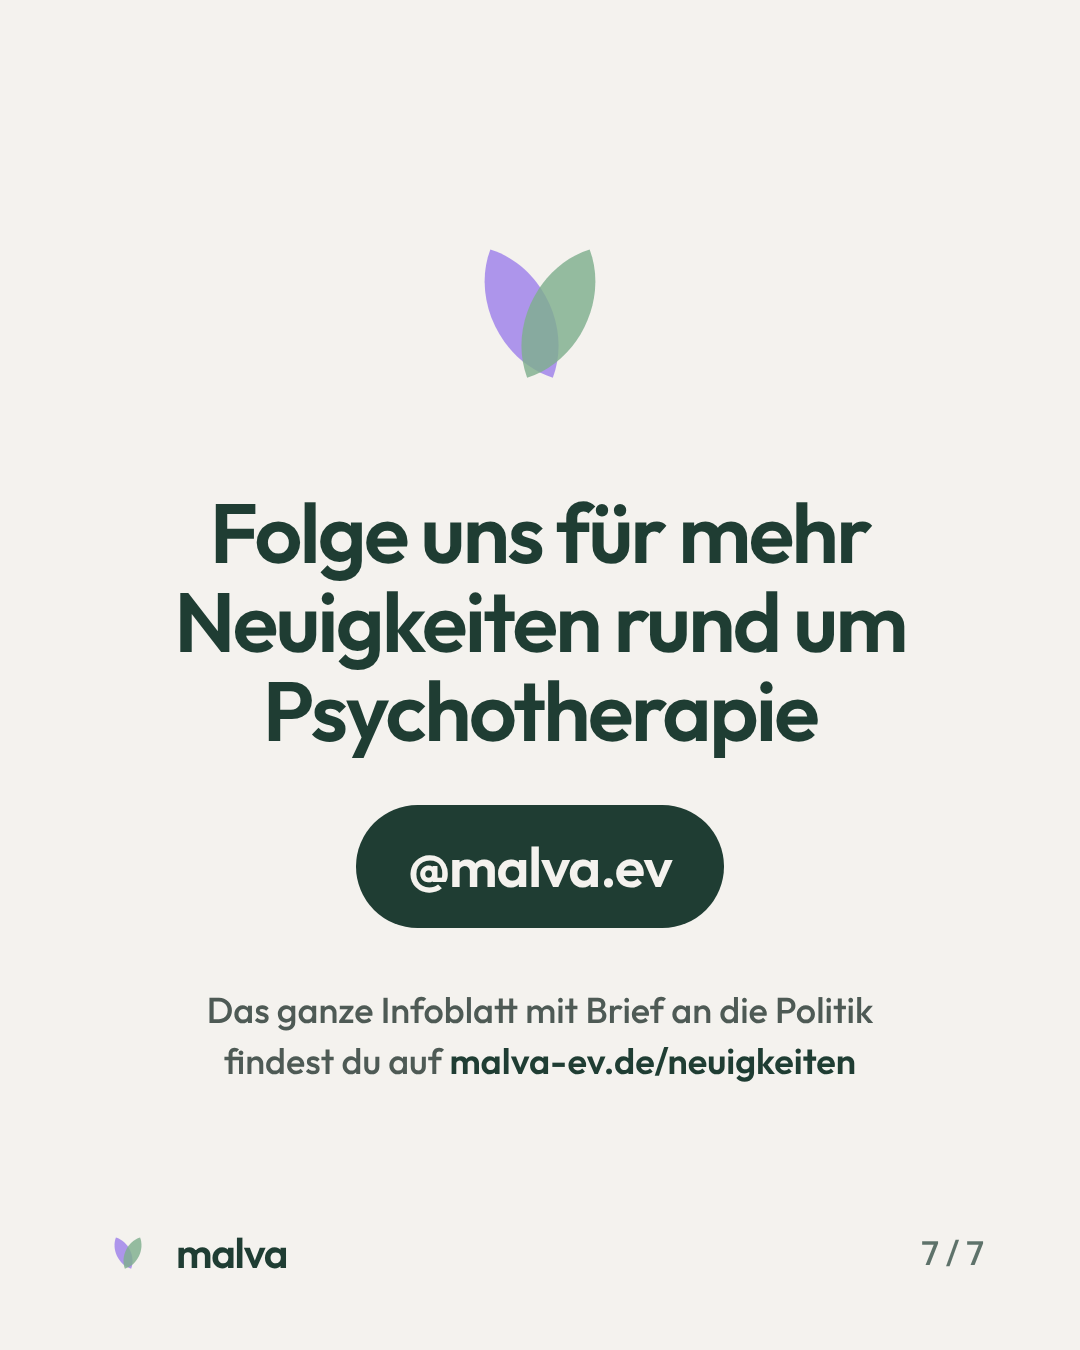 Folge uns für mehr
Neuigkeiten rund um
Psychotherapie
@malva.ev
Das ganze Infoblatt mit Brief an die Politik
findest du auf malva-ev.de/neuigkeiten
malva
7 / 7